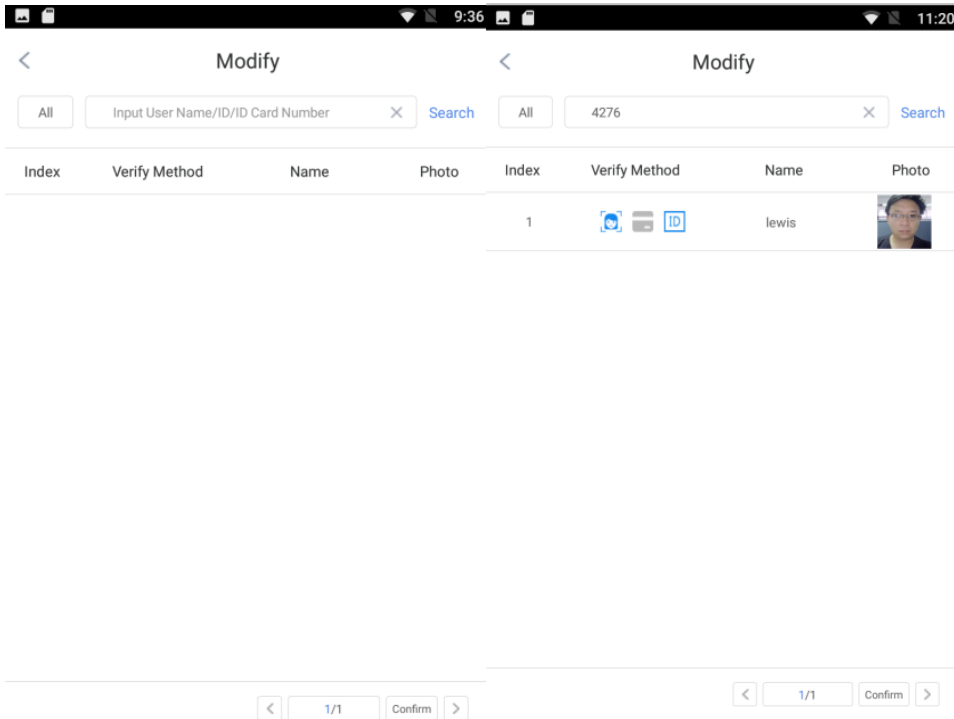 9:36
Modify
All Input User Name/ID/ID Card Number Search
Index Verify Method Name Photo
1/1 Confirm
11:20
Modify
All 4276 Search
Index Verify Method Name Photo
1 ID lewis
1/1 Confirm